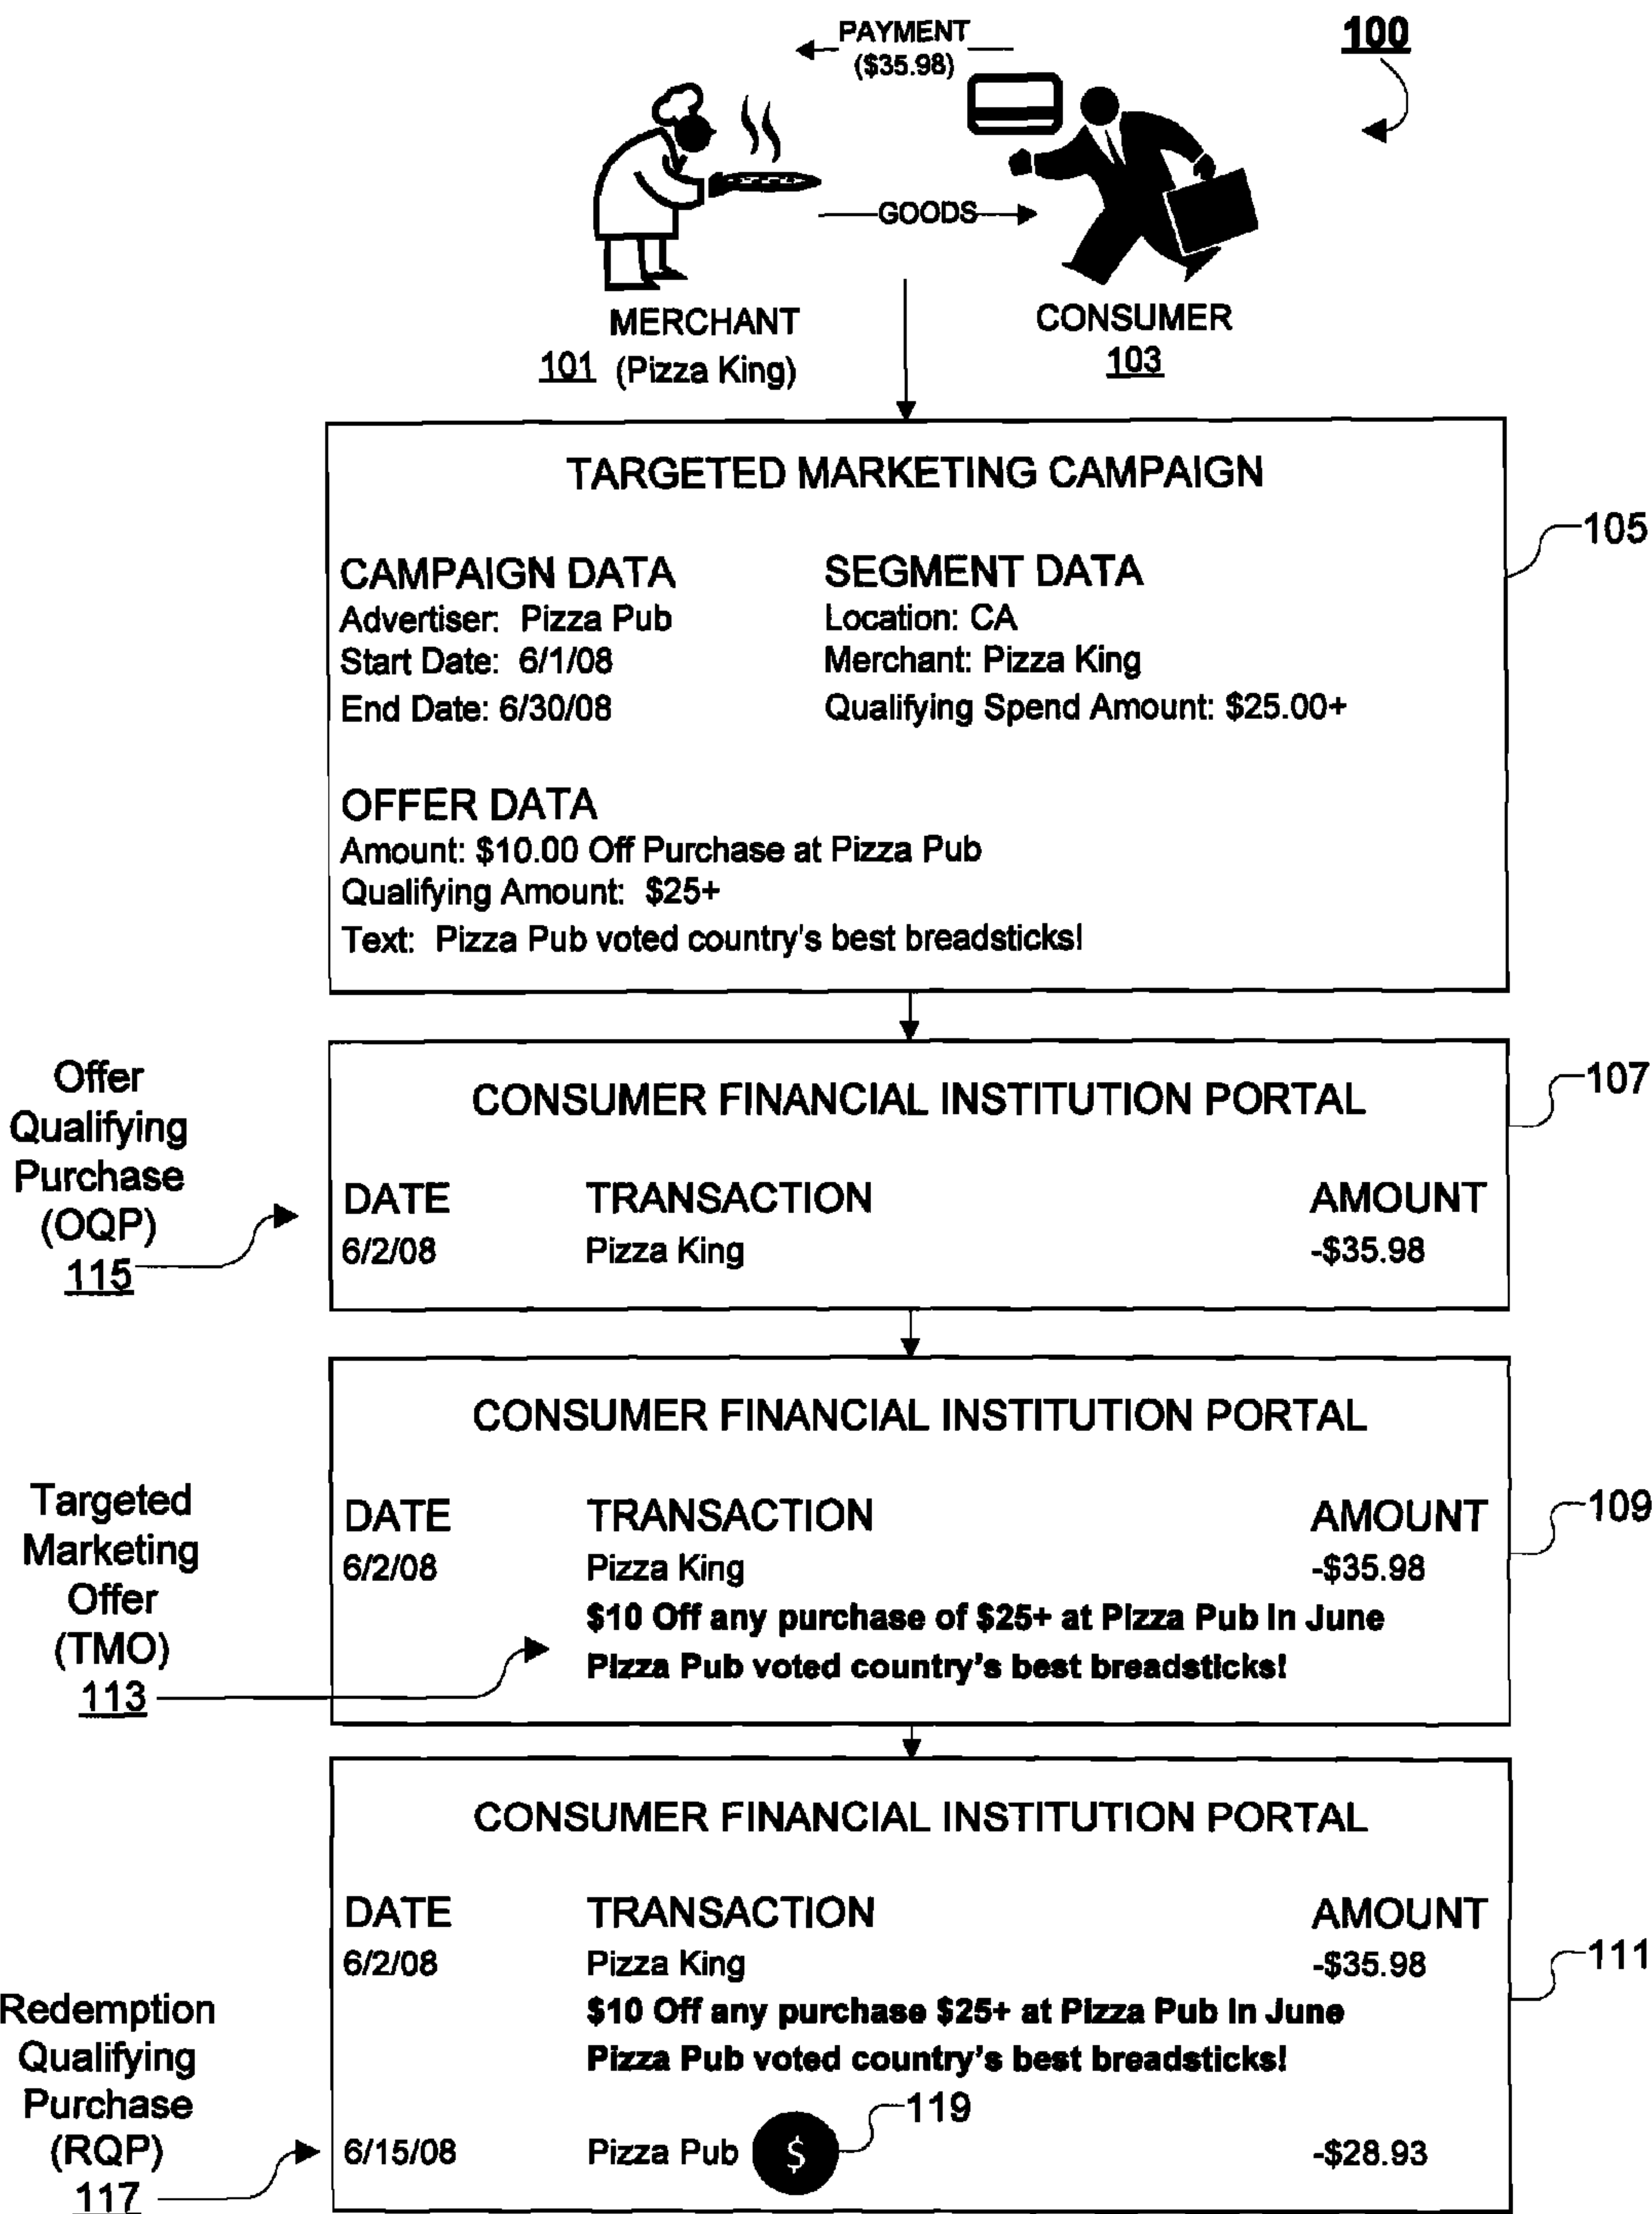 PAYMENT
($35.98)
100
GOODS
MERCHANT
101 (Pizza King)
CONSUMER
103
TARGETED MARKETING CAMPAIGN
105
CAMPAIGN DATA
Advertiser: Pizza Pub
Start Date: 6/1/08
End Date: 6/30/08
SEGMENT DATA
Location: CA
Merchant: Pizza King
Qualifying Spend Amount: $25.00+
OFFER DATA
Amount: $10.00 Off Purchase at Pizza Pub
Qualifying Amount: $25+
Text: Pizza Pub voted country's best breadsticks!
Offer
Qualifying
Purchase
(OQP)
115
CONSUMER FINANCIAL INSTITUTION PORTAL
107
DATE TRANSACTION AMOUNT
6/2/08 Pizza King -$35.98
Targeted
Marketing
Offer
(TMO)
113
CONSUMER FINANCIAL INSTITUTION PORTAL
109
DATE TRANSACTION AMOUNT
6/2/08 Pizza King -$35.98
$10 Off any purchase of $25+ at Pizza Pub In June
Pizza Pub voted country's best breadsticks!
Redemption
Qualifying
Purchase
(RQP)
117
CONSUMER FINANCIAL INSTITUTION PORTAL
111
DATE TRANSACTION AMOUNT
6/2/08 Pizza King -$35.98
$10 Off any purchase $25+ at Pizza Pub In June
Pizza Pub voted country's best breadsticks!
119
6/15/08 Pizza Pub $ -$28.93